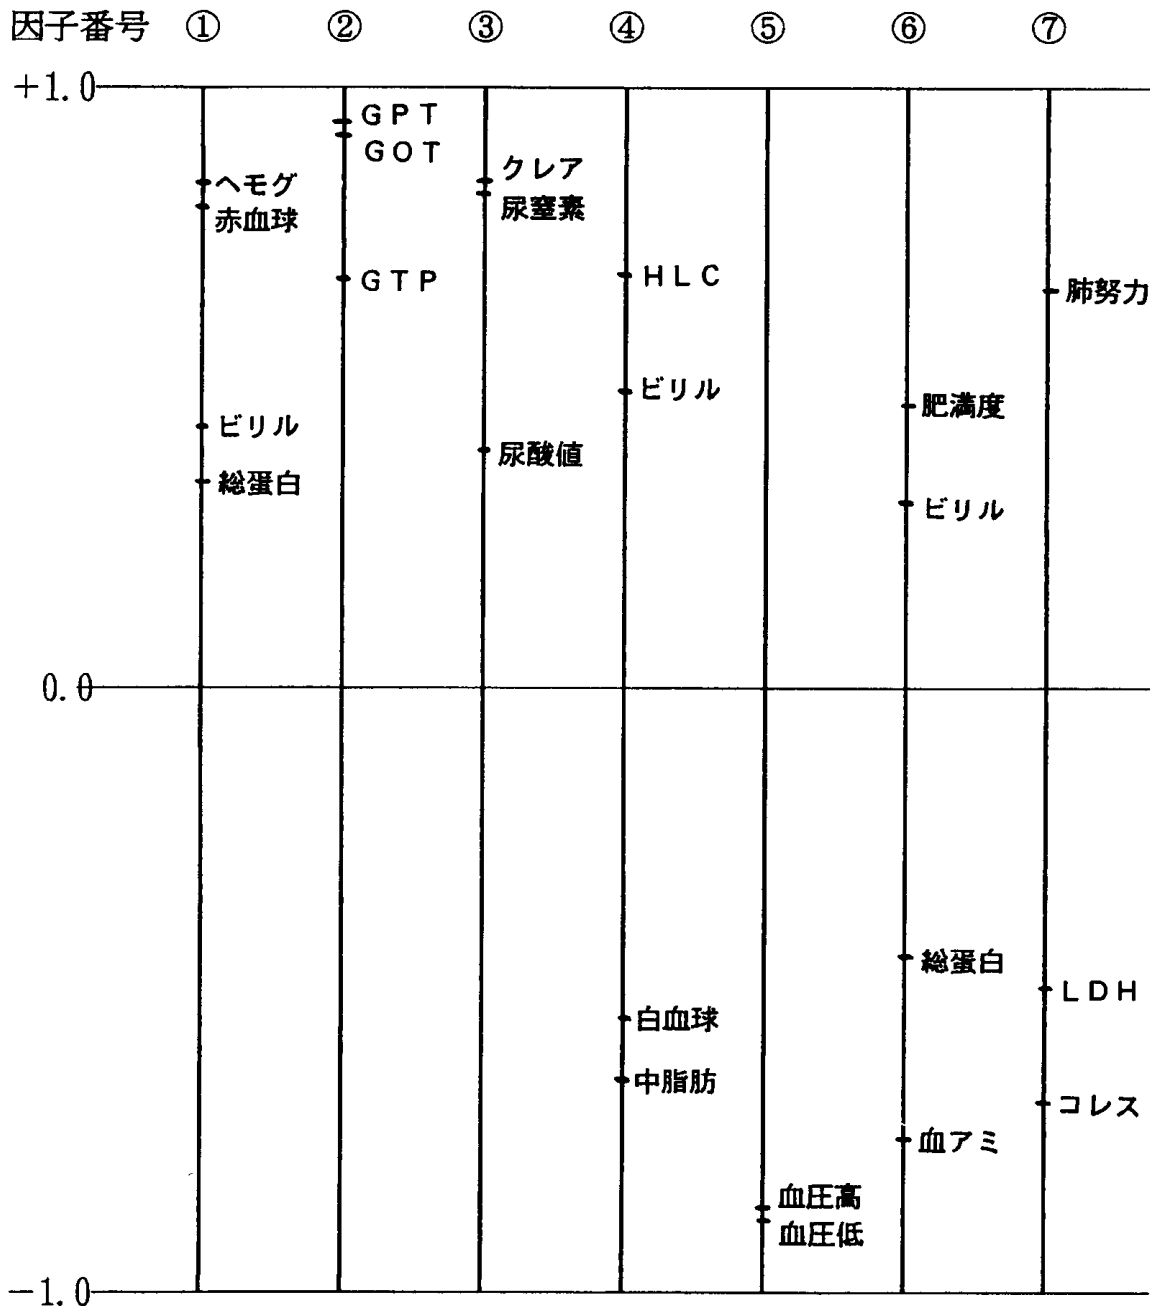 因子番号 ① ② ③ ④ ⑤ ⑥ ⑦
+1.0
GPT
GOT
クレア
ヘモグ
尿窒素
赤血球
GTP
HLC
肺努力
ビリル
肥満度
ビリル
尿酸値
総蛋白
ビリル
0.0
総蛋白
LDH
白血球
中脂肪
コレス
血アミ
血圧高
血圧低
-1.0